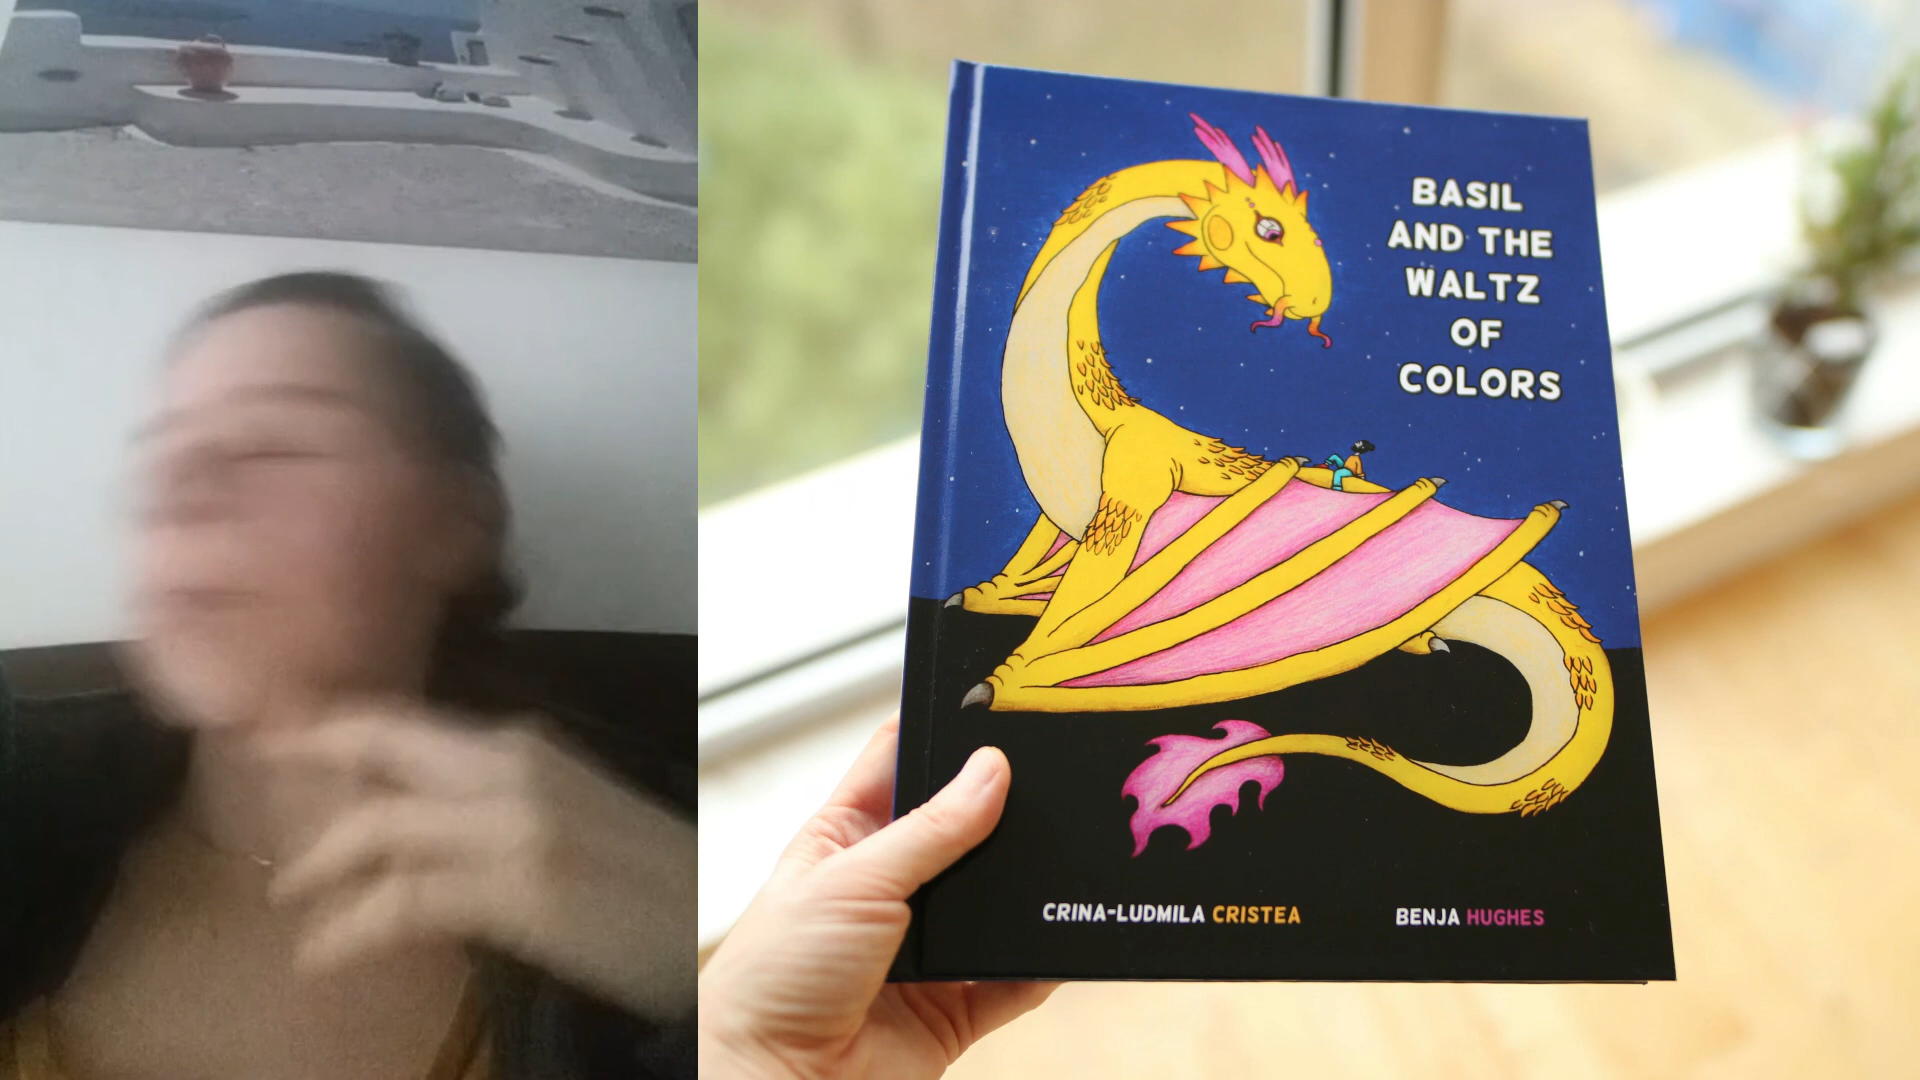 BASIL
AND THE
WALTZ
OF
COLORS
CRINA-LUDMILA CRISTEA
BENJA HUGHES